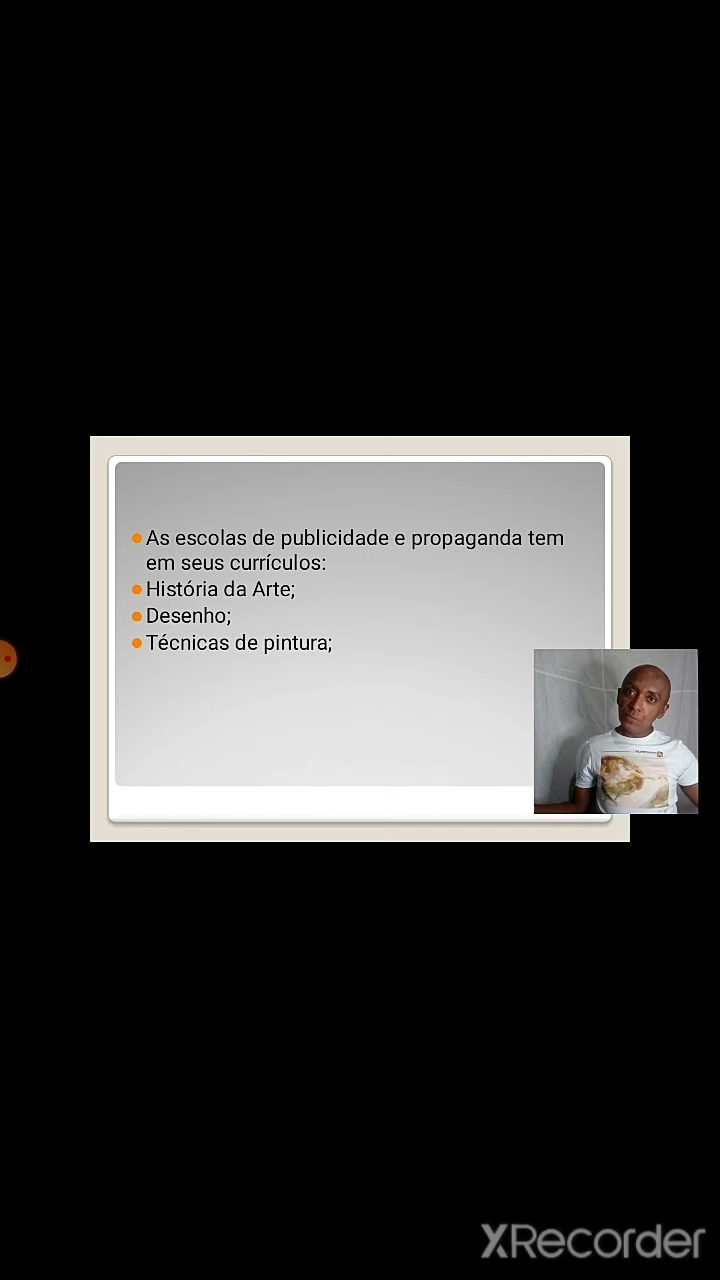 As escolas de publicidade e propaganda tem
em seus currículos:
História da Arte;
Desenho;
Técnicas de pintura;
XRecorder